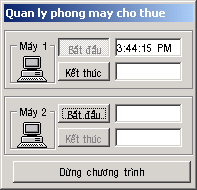 Quan ly phong may cho thue
Máy 1
Bắt đầu
3:44:15 PM
Kết thúc
Máy 2
Bắt đầu
Kết thúc
Dừng chương trình